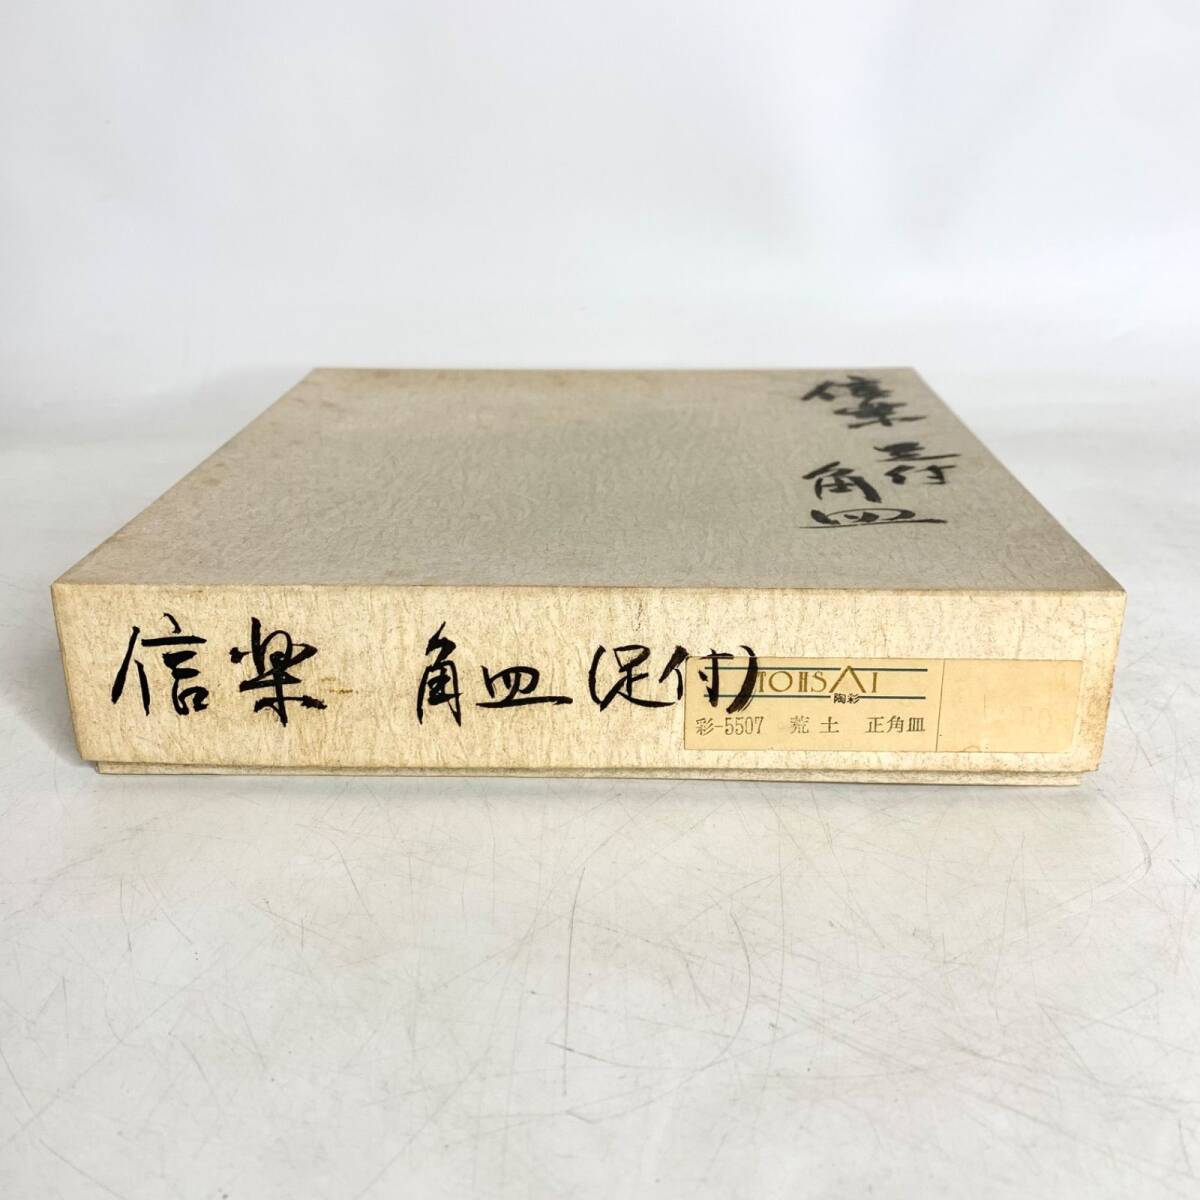 信楽
足付
角皿
信楽 角皿(足付)
TOHSAI
陶彩
彩-5507 荒土 正角皿